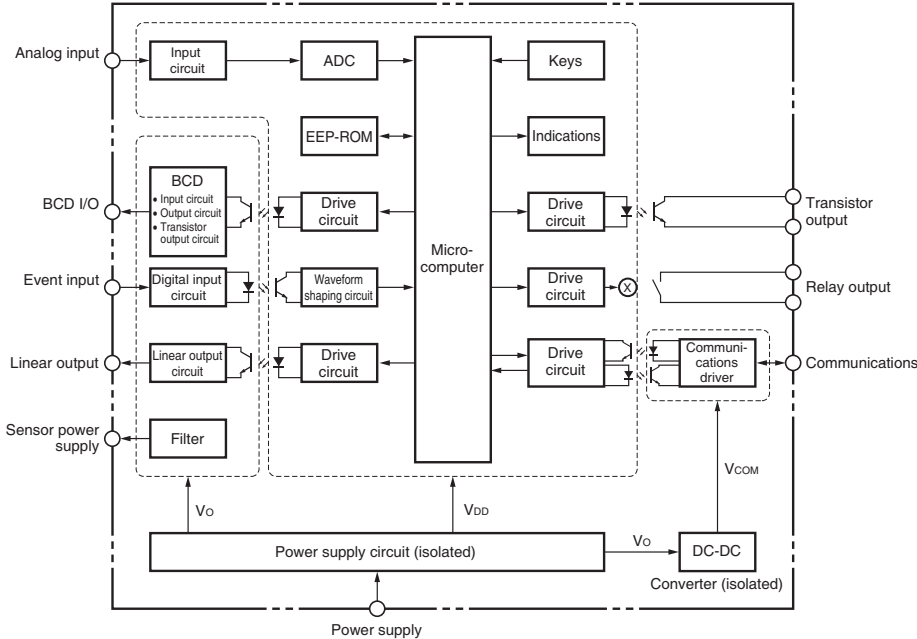 Analog input
Input
circuit
ADC
Keys
EEP-ROM
Indications
BCD I/O
BCD
• Input circuit
• Output circuit
• Transistor
output circuit
Drive
circuit
Micro-
computer
Drive
circuit
Transistor
output
Event input
Digital input
circuit
Waveform
shaping circuit
Drive
circuit
X
Relay output
Linear output
Linear output
circuit
Drive
circuit
Drive
circuit
Communi-
cations
driver
Communications
Sensor power
supply
Filter
VO
VDD
VCOM
Power supply circuit (isolated)
VO
DC-DC
Converter (isolated)
Power supply